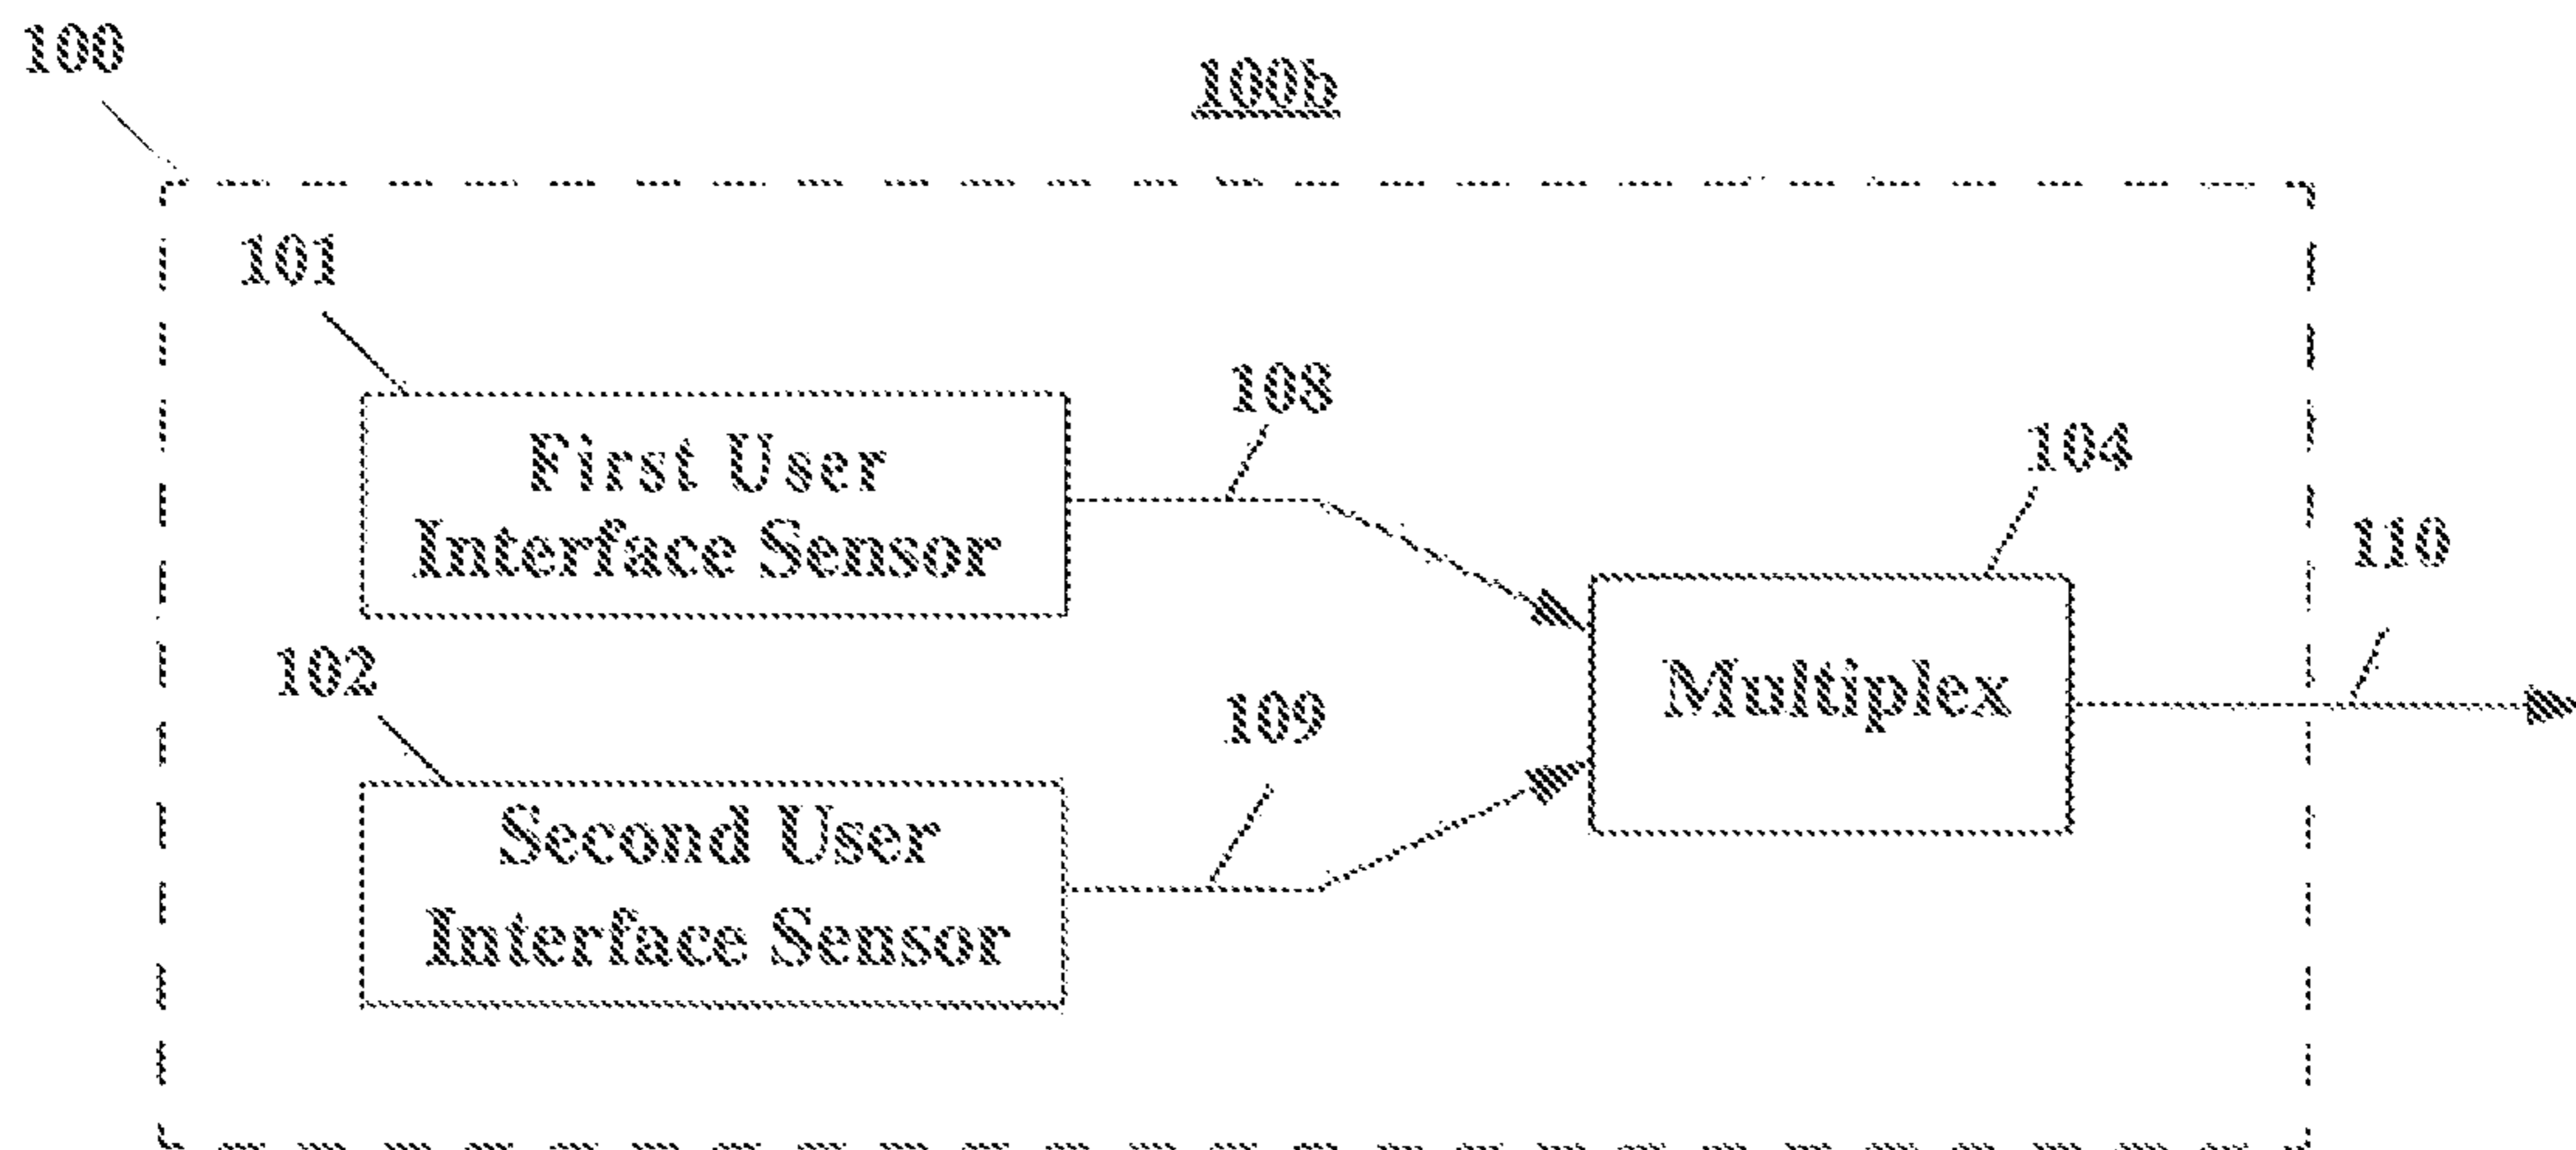 100
100b
101
First User
Interface Sensor
108
104
110
Multiplex
102
109
Second User
Interface Sensor